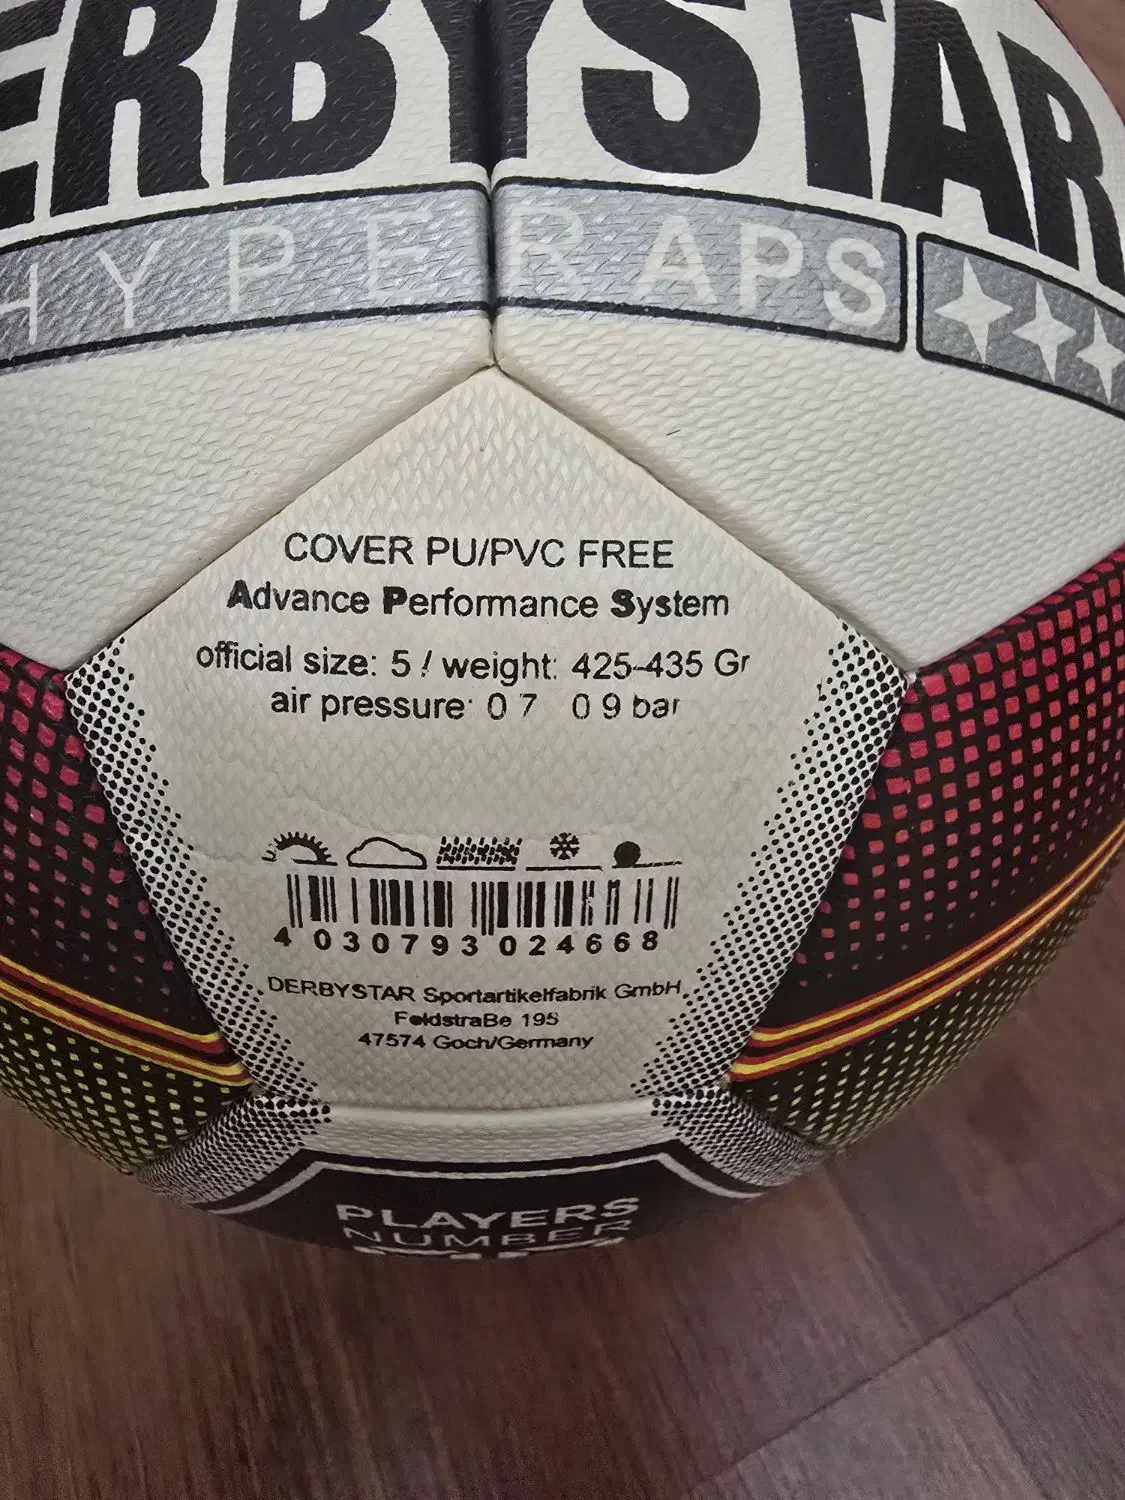 ERBYSTAR
HYPER APS
COVER PU/PVC FREE
Advance Performance System
official size: 5 / weight: 425-435 Gr
air pressure: 0 7 0 9 bar
4 030793 024668
DERBYSTAR Sportartikelfabrik GmbH
FeldstraBe 195
47574 Goch/Germany
PLAYERS
NUMBER